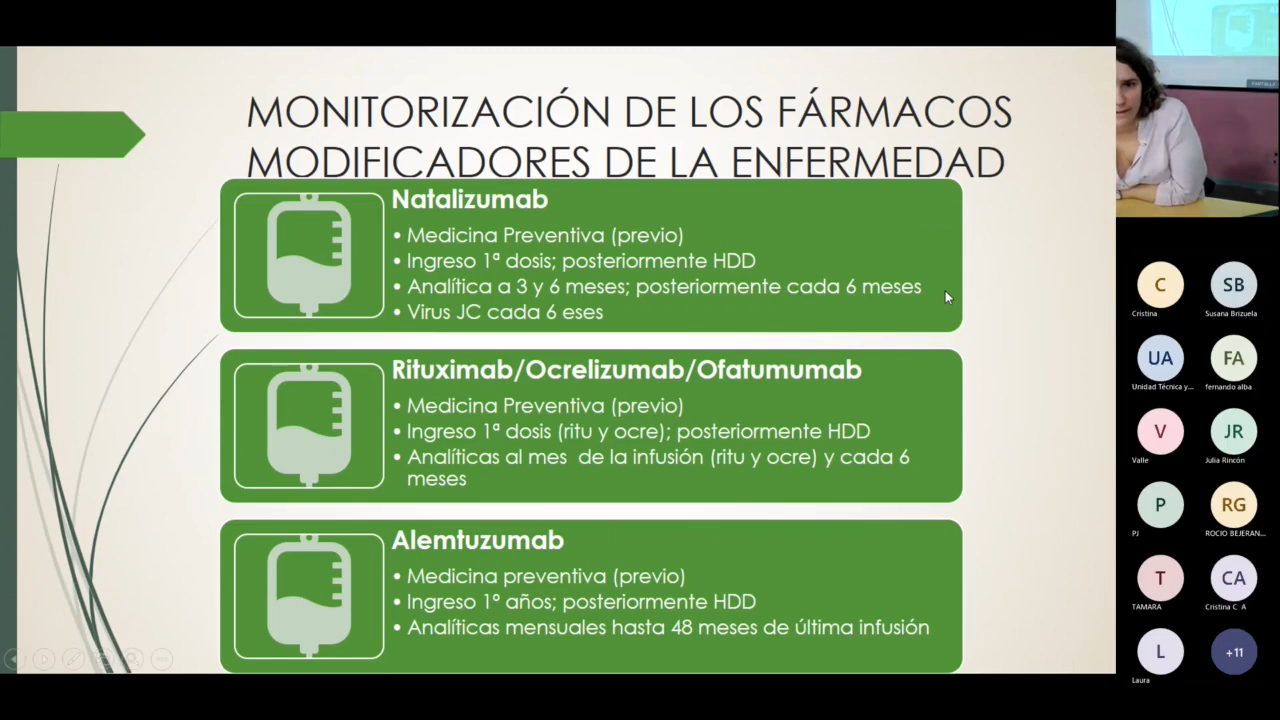 MONITORIZACIÓN DE LOS FÁRMACOS
MODIFICADORES DE LA ENFERMEDAD
Natalizumab
• Medicina Preventiva (previo)
• Ingreso 1ª dosis; posteriormente HDD
• Analítica a 3 y 6 meses; posteriormente cada 6 meses
• Virus JC cada 6 eses
Rituximab/Ocrelizumab/Ofatumumab
• Medicina Preventiva (previo)
• Ingreso 1ª dosis (ritu y ocre); posteriormente HDD
• Analíticas al mes de la infusión (ritu y ocre) y cada 6
meses
Alemtuzumab
• Medicina preventiva (previo)
• Ingreso 1º años; posteriormente HDD
• Analíticas mensuales hasta 48 meses de última infusión
C
Cristina
SB
Susana Brizuela
UA
Unidad Técnica y...
FA
fernando alba
V
Valle
JR
Julia Rincón
P
PJ
RG
ROCIO BEJERAN...
T
TAMARA
CA
Cristina C A
L
Laura
+11